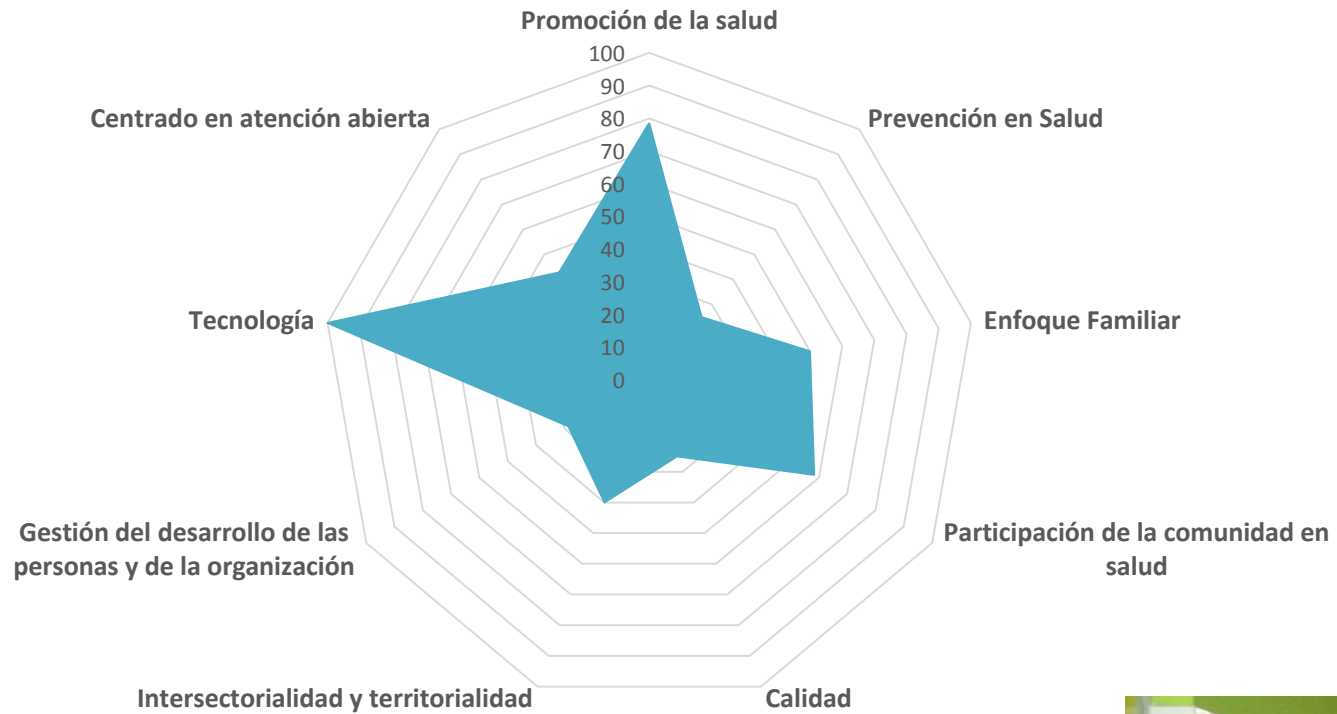 Promoción de la salud
100
90
80
70
60
50
40
30
20
10
0
Prevención en Salud
Enfoque Familiar
Participación de la comunidad en
salud
Calidad
Intersectorialidad y territorialidad
Gestión del desarrollo de las
personas y de la organización
Tecnología
Centrado en atención abierta